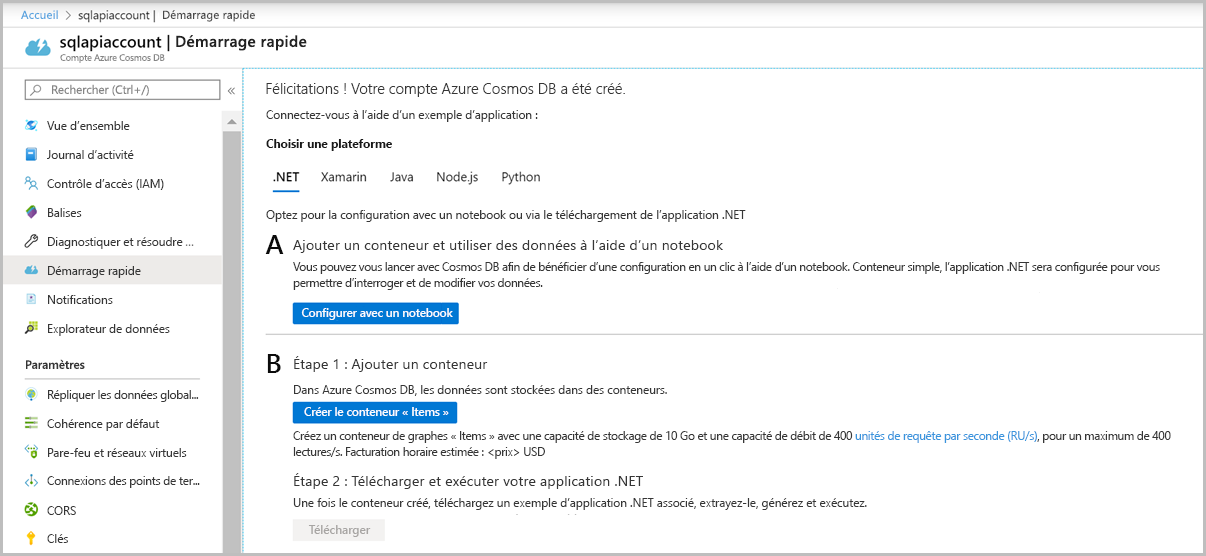 Accueil > sqlapiaccount | Démarrage rapide
sqlapiaccount | Démarrage rapide
Compte Azure Cosmos DB
Rechercher (Ctrl+/)
«
Vue d'ensemble
Journal d'activité
Contrôle d'accès (IAM)
Balises
Diagnostiquer et résoudre ...
Démarrage rapide
Notifications
Explorateur de données
Paramètres
Répliquer les données global...
Cohérence par défaut
Pare-feu et réseaux virtuels
Connexions des points de ter...
CORS
Clés
Félicitations ! Votre compte Azure Cosmos DB a été créé.
Connectez-vous à l'aide d'un exemple d'application :
Choisir une plateforme
.NET Xamarin Java Node.js Python
Optez pour la configuration avec un notebook ou via le téléchargement de l'application .NET
A Ajouter un conteneur et utiliser des données à l'aide d'un notebook
Vous pouvez vous lancer avec Cosmos DB afin de bénéficier d'une configuration en un clic à l'aide d'un notebook. Conteneur simple, l'application .NET sera configurée pour vous
permettre d'interroger et de modifier vos données.
Configurer avec un notebook
B Étape 1 : Ajouter un conteneur
Dans Azure Cosmos DB, les données sont stockées dans des conteneurs.
Créer le conteneur « Items »
Créez un conteneur de graphes « Items » avec une capacité de stockage de 10 Go et une capacité de débit de 400 unités de requête par seconde (RU/s), pour un maximum de 400
lectures/s. Facturation horaire estimée : <prix> USD
Étape 2 : Télécharger et exécuter votre application .NET
Une fois le conteneur créé, téléchargez un exemple d'application .NET associé, extrayez-le, générez et exécutez.
Télécharger